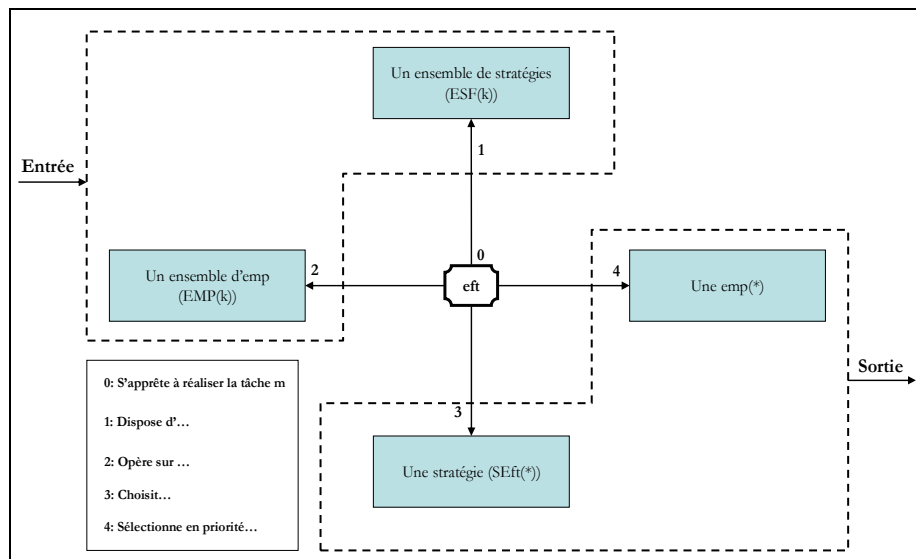 Un ensemble de stratégies
(ESF(k))
1
Entrée
0
Un ensemble d’emp
(EMP(k))
2
eft
4
Une emp(*)
Sortie
3
Une stratégie (SEft(*))
0: S’apprête à réaliser la tâche m
1: Dispose d’…
2: Opère sur …
3: Choisit…
4: Sélectionne en priorité…